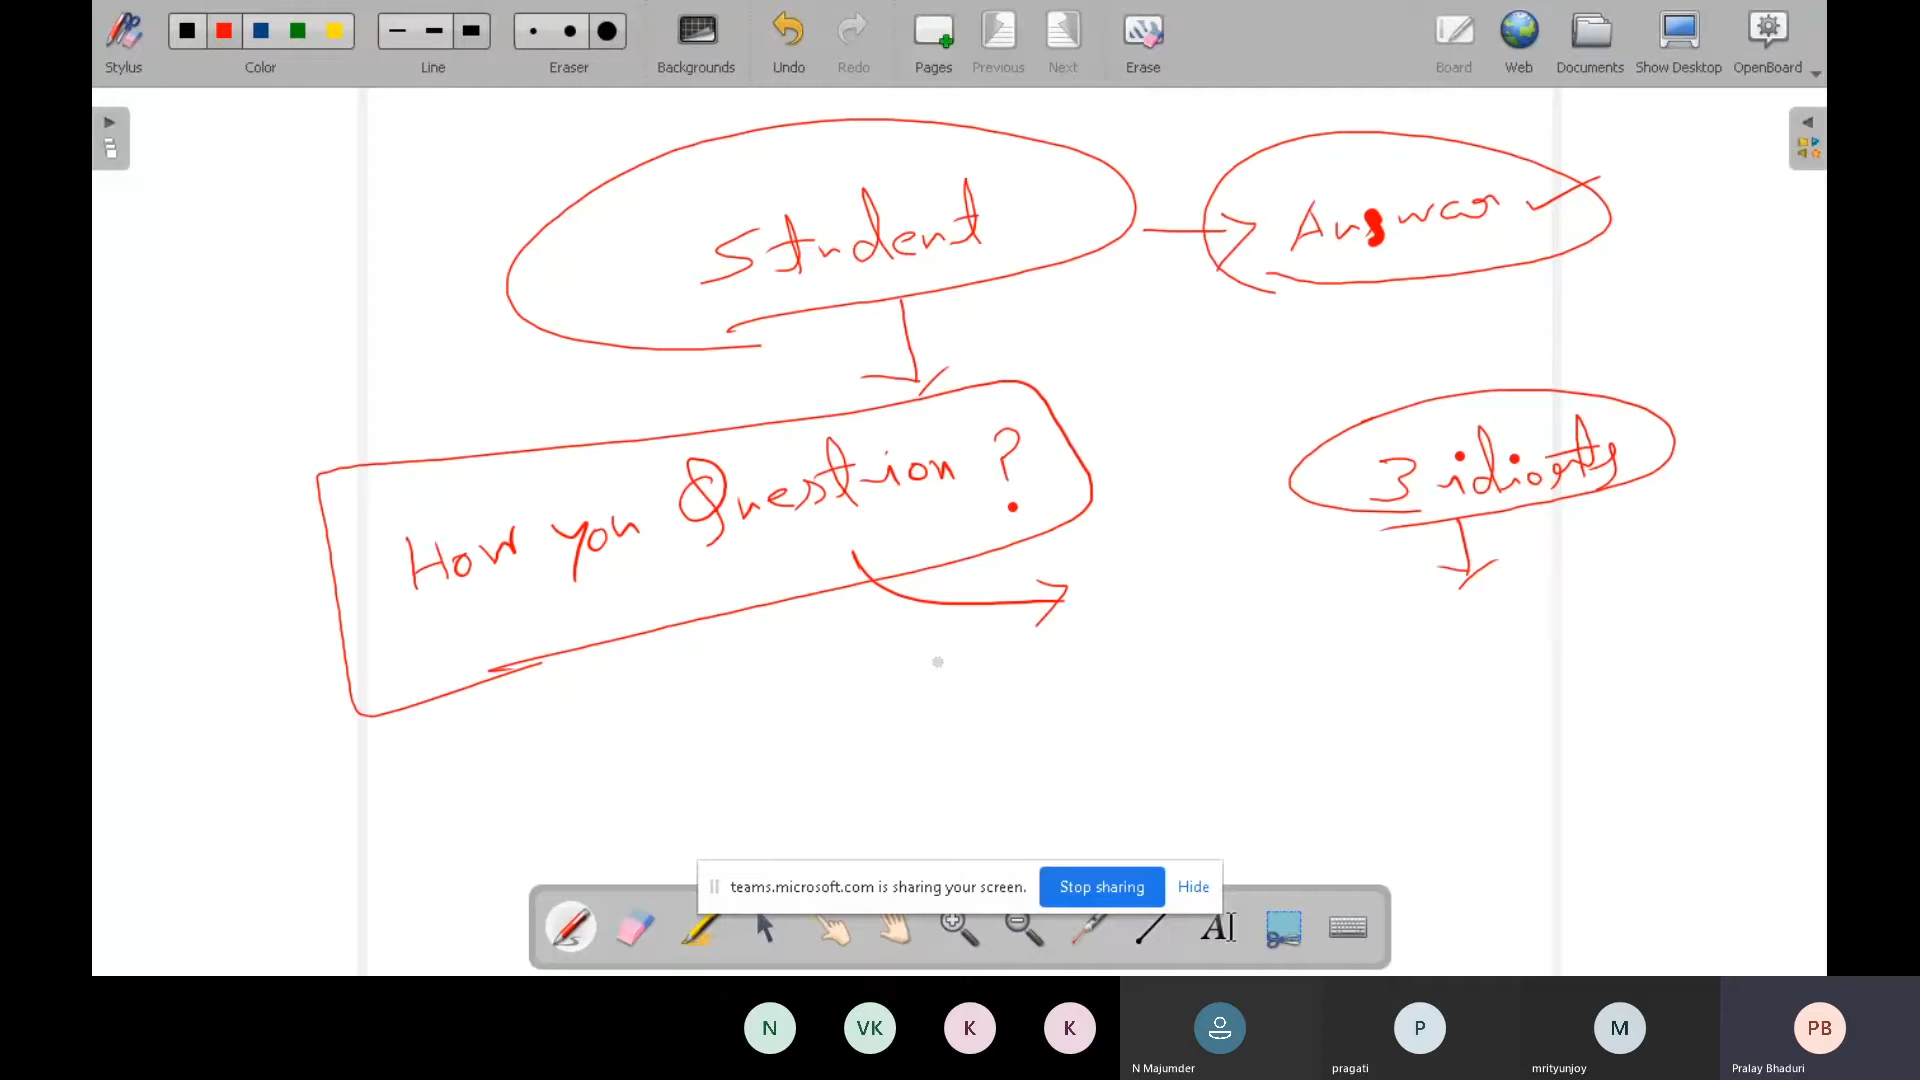 Stylus
Color
Line
Eraser
Backgrounds
Undo
Redo
Pages
Previous
Next
Erase
Board
Web
Documents
Show Desktop
OpenBoard
Student
Answer
How you Question ?
3 idiots
teams.microsoft.com is sharing your screen.
Stop sharing
Hide
N
VK
K
K
P
M
PB
N Majumder
pragati
mrityunjoy
Pralay Bhaduri